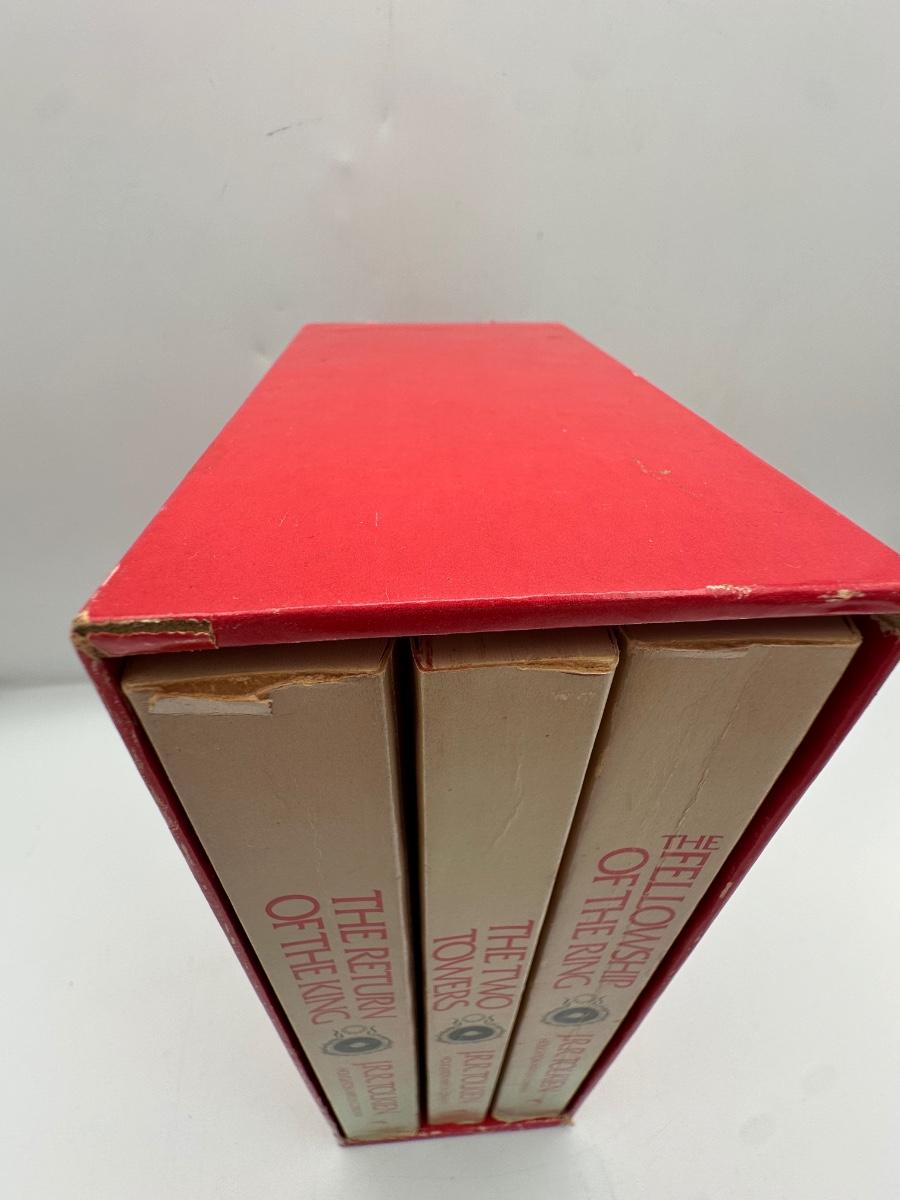 THE RETURN
OF THE KING
J.R.R. TOLKIEN
THE TWO
TOWERS
J.R.R. TOLKIEN
THE FELLOWSHIP
OF THE RING
J.R.R. TOLKIEN